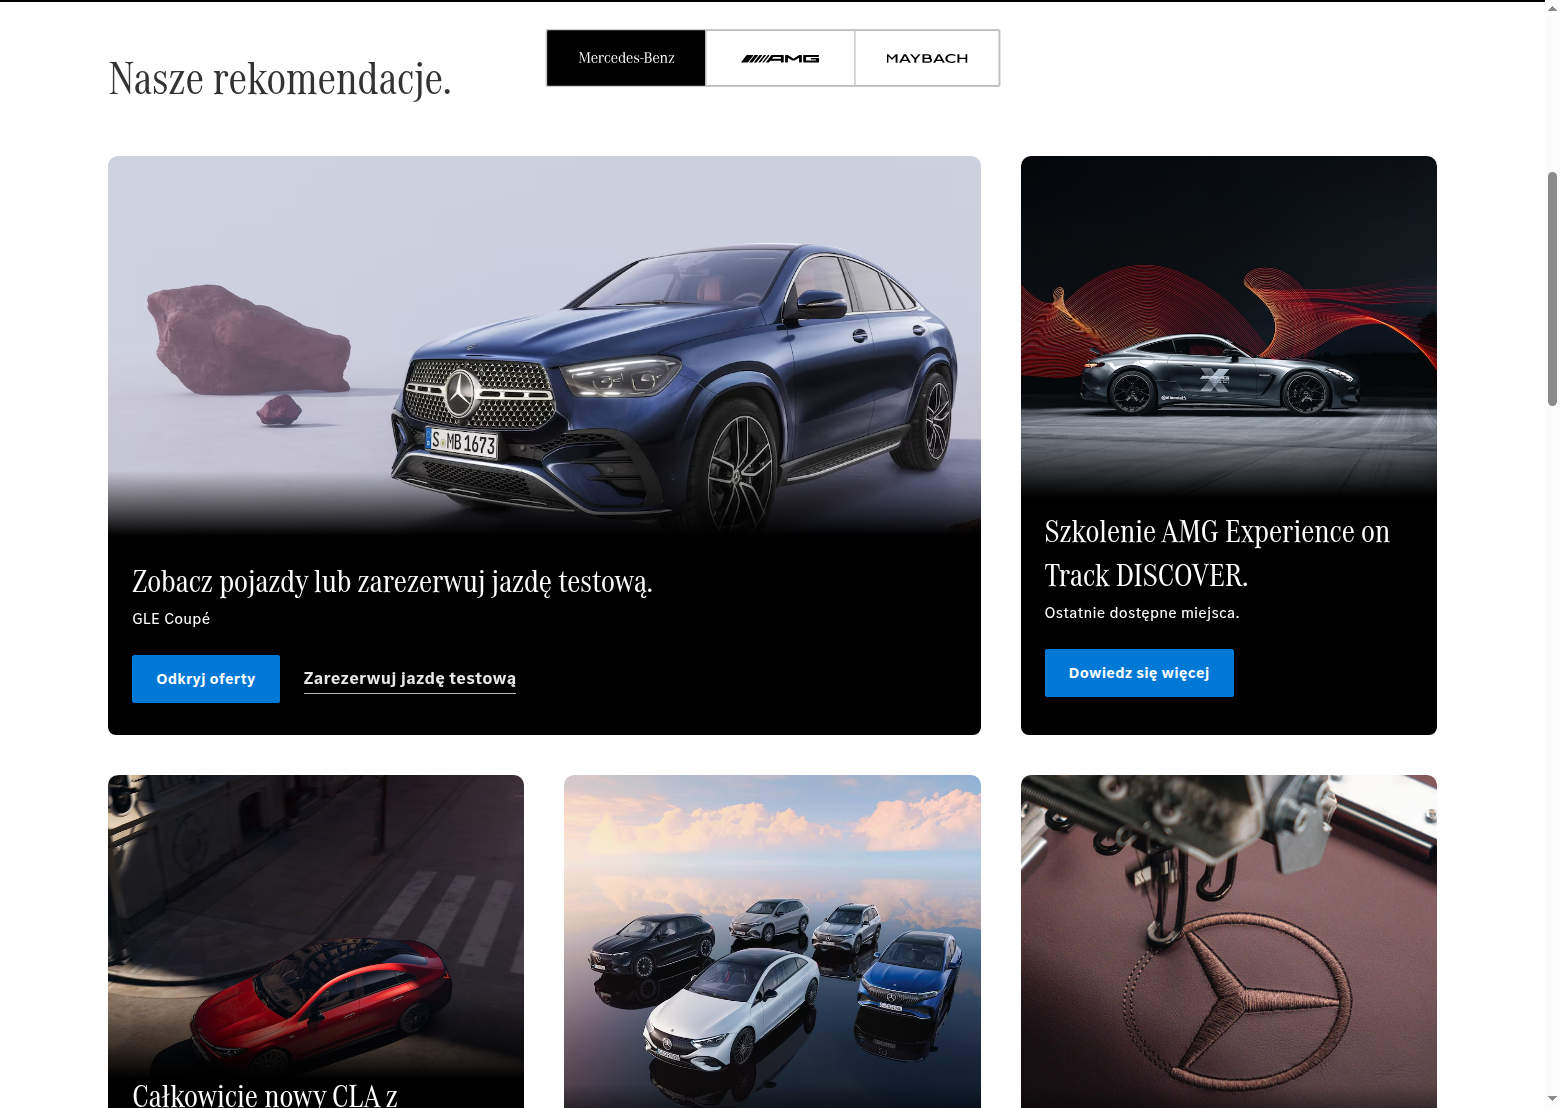 Nasze rekomendacje.
Mercedes-Benz
AMG
MAYBACH
S MB 1673
Zobacz pojazdy lub zarezerwuj jazdę testową.
GLE Coupé
Odkryj oferty
Zarezerwuj jazdę testową
Szkolenie AMG Experience on
Track DISCOVER.
Ostatnie dostępne miejsca.
Dowiedz się więcej
Całkowicie nowy CLA z